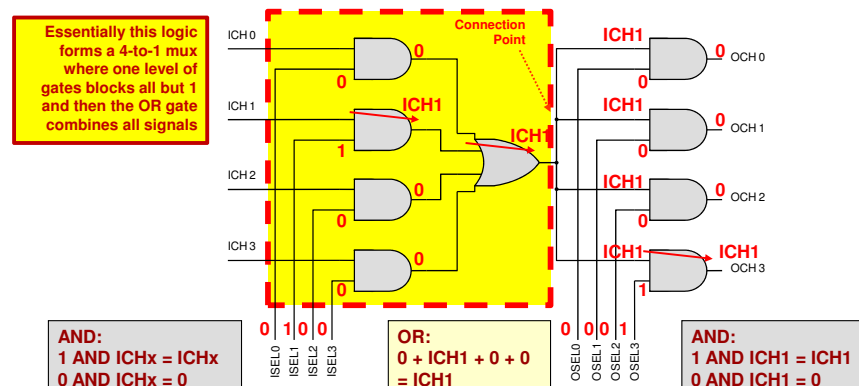 Essentially this logic
forms a 4-to-1 mux
where one level of
gates blocks all but 1
and then the OR gate
combines all signals
Connection
Point
ICH 0
0
0
ICH 1
ICH1
1
ICH 2
0
0
ICH 3
0
0
ICH1
ICH1
0
OCH 0
0
ICH1
0
OCH 1
0
ICH1
0
OCH 2
0
ICH1
ICH1
OCH 3
1
0 1 0 0
ISEL0
ISEL1
ISEL2
ISEL3
0 0 0 1
OSEL0
OSEL1
OSEL2
OSEL3
AND:
1 AND ICHx = ICHx
0 AND ICHx = 0
OR:
0 + ICH1 + 0 + 0
= ICH1
AND:
1 AND ICH1 = ICH1
0 AND ICH1 = 0